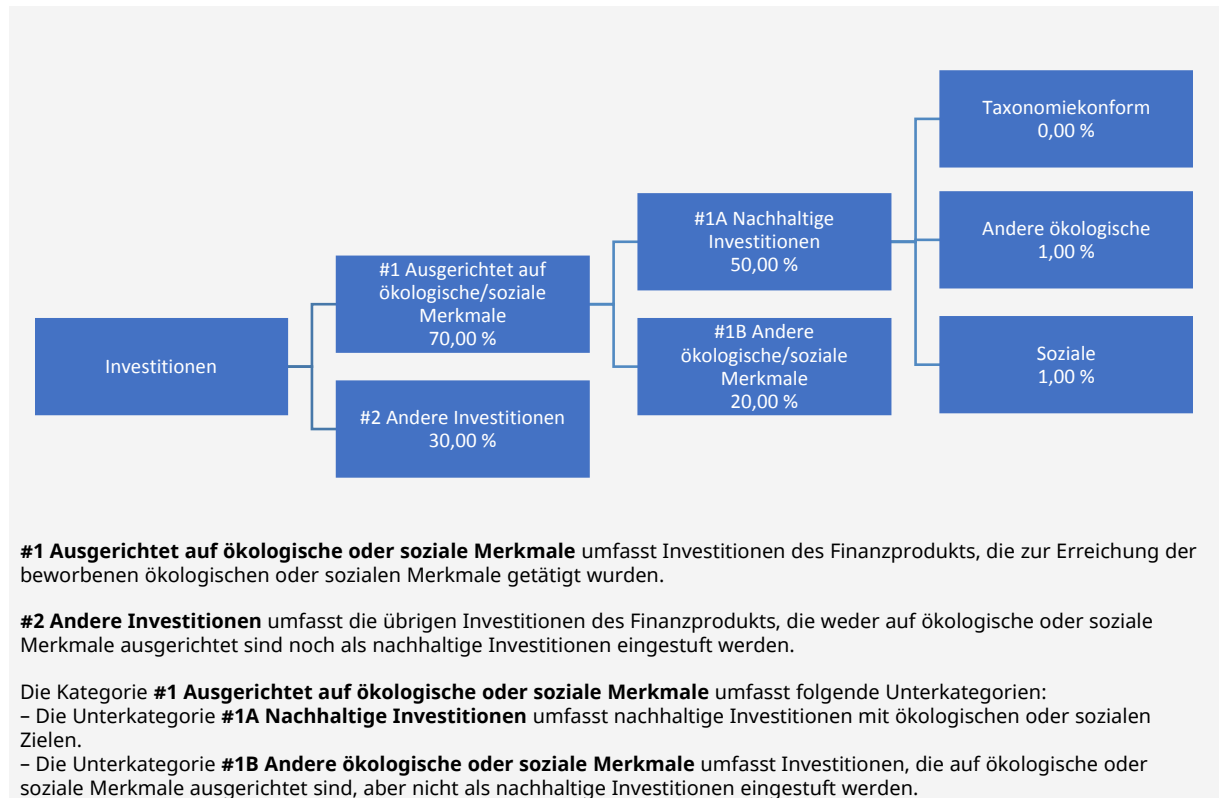 Investitionen
#1 Ausgerichtet auf
ökologische/soziale
Merkmale
70,00 %
#2 Andere Investitionen
30,00 %
#1A Nachhaltige
Investitionen
50,00 %
#1B Andere
ökologische/soziale
Merkmale
20,00 %
Taxonomiekonform
0,00 %
Andere ökologische
1,00 %
Soziale
1,00 %
#1 Ausgerichtet auf ökologische oder soziale Merkmale umfasst Investitionen des Finanzprodukts, die zur Erreichung der
beworbenen ökologischen oder sozialen Merkmale getätigt wurden.
#2 Andere Investitionen umfasst die übrigen Investitionen des Finanzprodukts, die weder auf ökologische oder soziale
Merkmale ausgerichtet sind noch als nachhaltige Investitionen eingestuft werden.
Die Kategorie #1 Ausgerichtet auf ökologische oder soziale Merkmale umfasst folgende Unterkategorien:
– Die Unterkategorie #1A Nachhaltige Investitionen umfasst nachhaltige Investitionen mit ökologischen oder sozialen
Zielen.
– Die Unterkategorie #1B Andere ökologische oder soziale Merkmale umfasst Investitionen, die auf ökologische oder
soziale Merkmale ausgerichtet sind, aber nicht als nachhaltige Investitionen eingestuft werden.